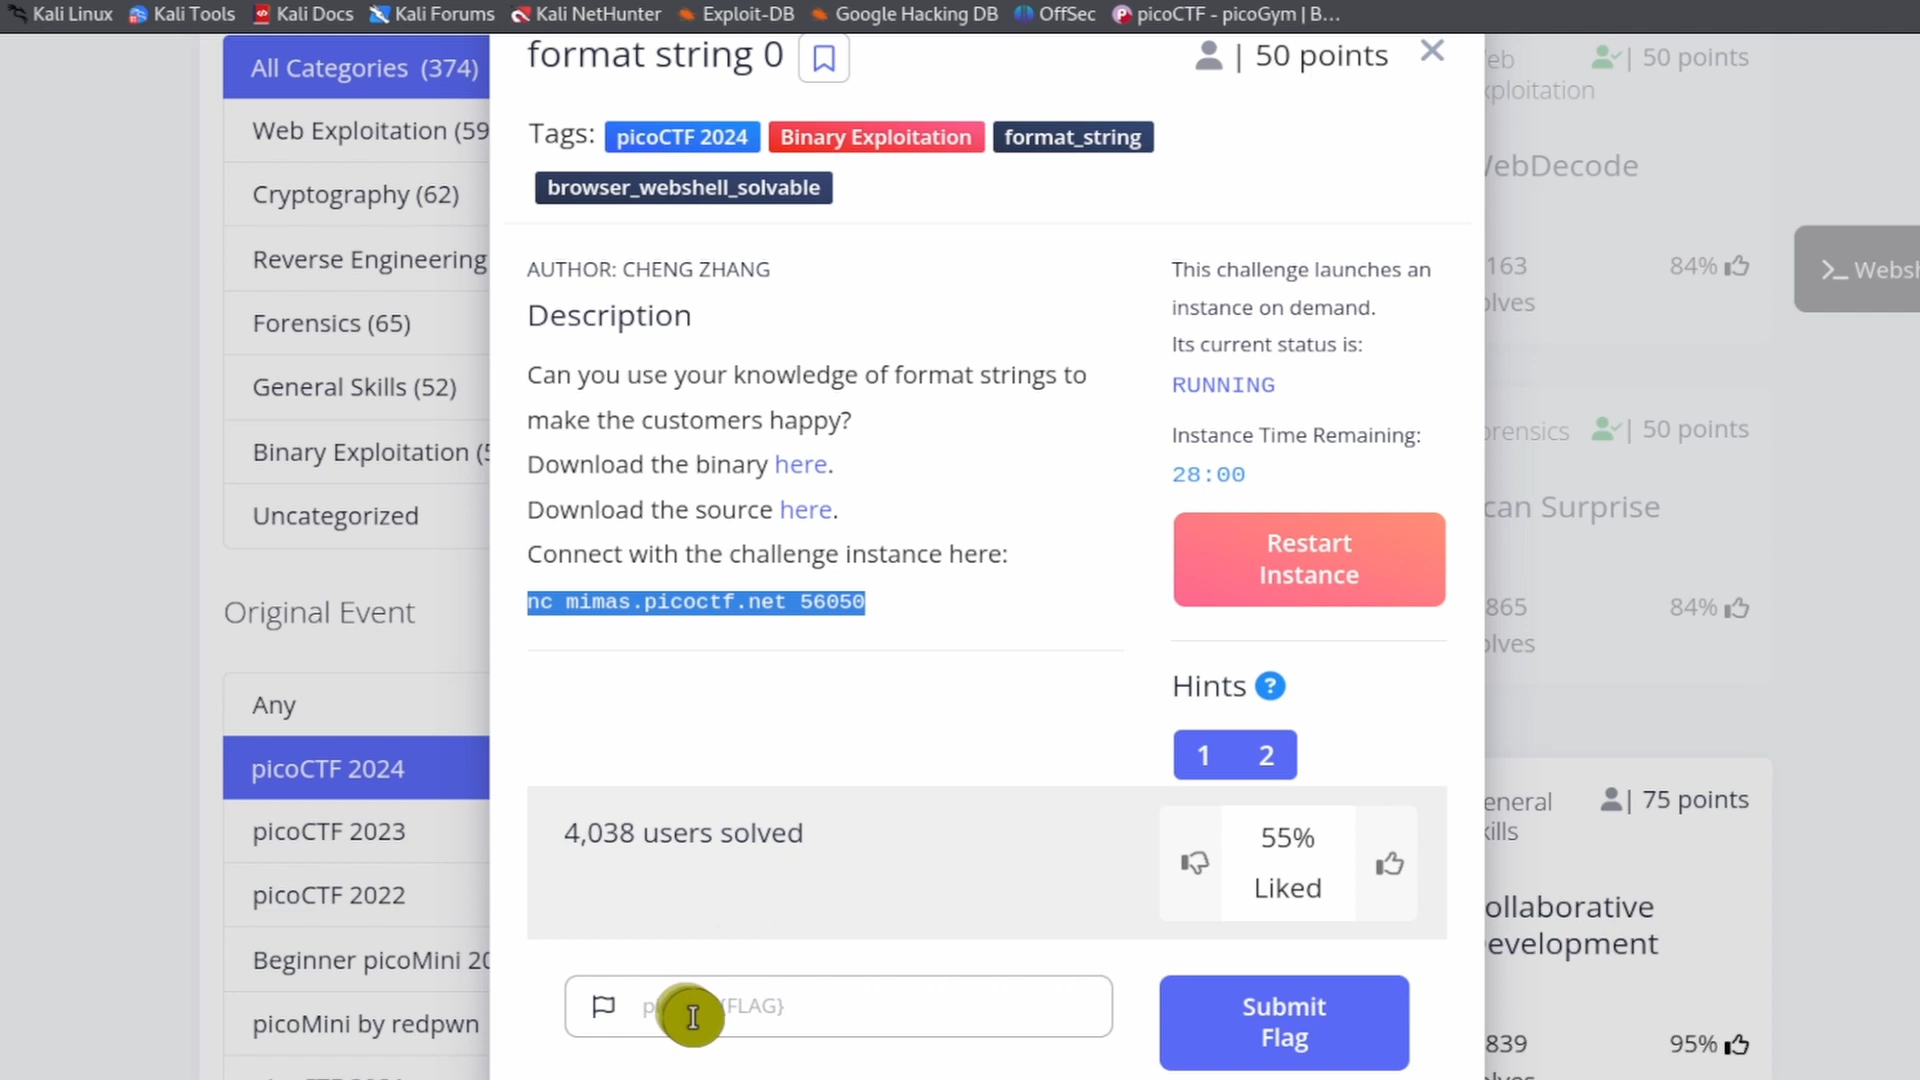 Kali Linux Kali Tools Kali Docs Kali Forums Kali NetHunter Exploit-DB Google Hacking DB OffSec picoCTF - picoGym | B…
All Categories (374)
Web Exploitation (59
Cryptography (62)
Reverse Engineering
Forensics (65)
General Skills (52)
Binary Exploitation (5
Uncategorized
Original Event
Any
picoCTF 2024
picoCTF 2023
picoCTF 2022
Beginner picoMini 20
picoMini by redpwn
format string 0
| 50 points
Tags: picoCTF 2024 Binary Exploitation format_string
browser_webshell_solvable
AUTHOR: CHENG ZHANG
Description
Can you use your knowledge of format strings to
make the customers happy?
Download the binary here.
Download the source here.
Connect with the challenge instance here:
nc mimas.picoctf.net 56050
This challenge launches an
instance on demand.
Its current status is:
RUNNING
Instance Time Remaining:
28:00
Restart
Instance
Hints ?
1 2
4,038 users solved
55%
Liked
{FLAG}
Submit
Flag
eb | 50 points
xploitation
WebDecode
163 84%
olves
>_ Websh
orensics | 50 points
can Surprise
865 84%
olves
eneral | 75 points
kills
ollaborative
evelopment
839 95%